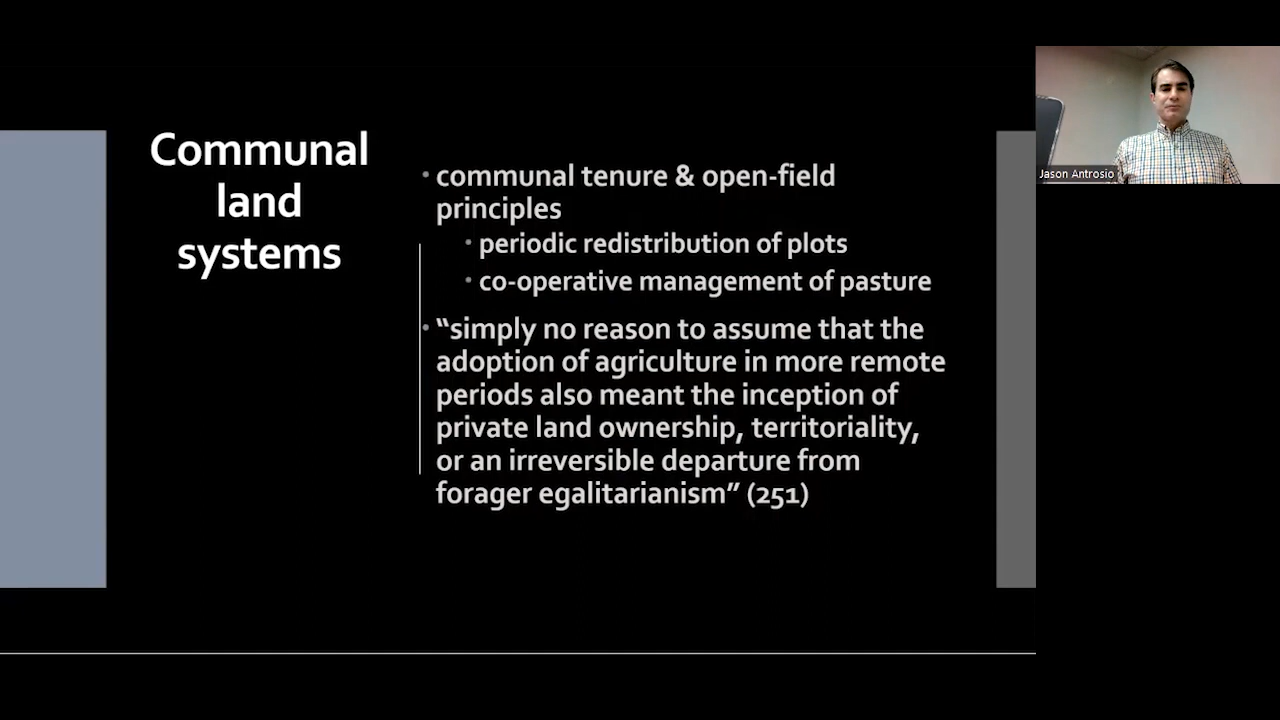 Communal
land
systems
• communal tenure & open-field
principles
• periodic redistribution of plots
• co-operative management of pasture
• “simply no reason to assume that the
adoption of agriculture in more remote
periods also meant the inception of
private land ownership, territoriality,
or an irreversible departure from
forager egalitarianism” (251)
Jason Antrosio